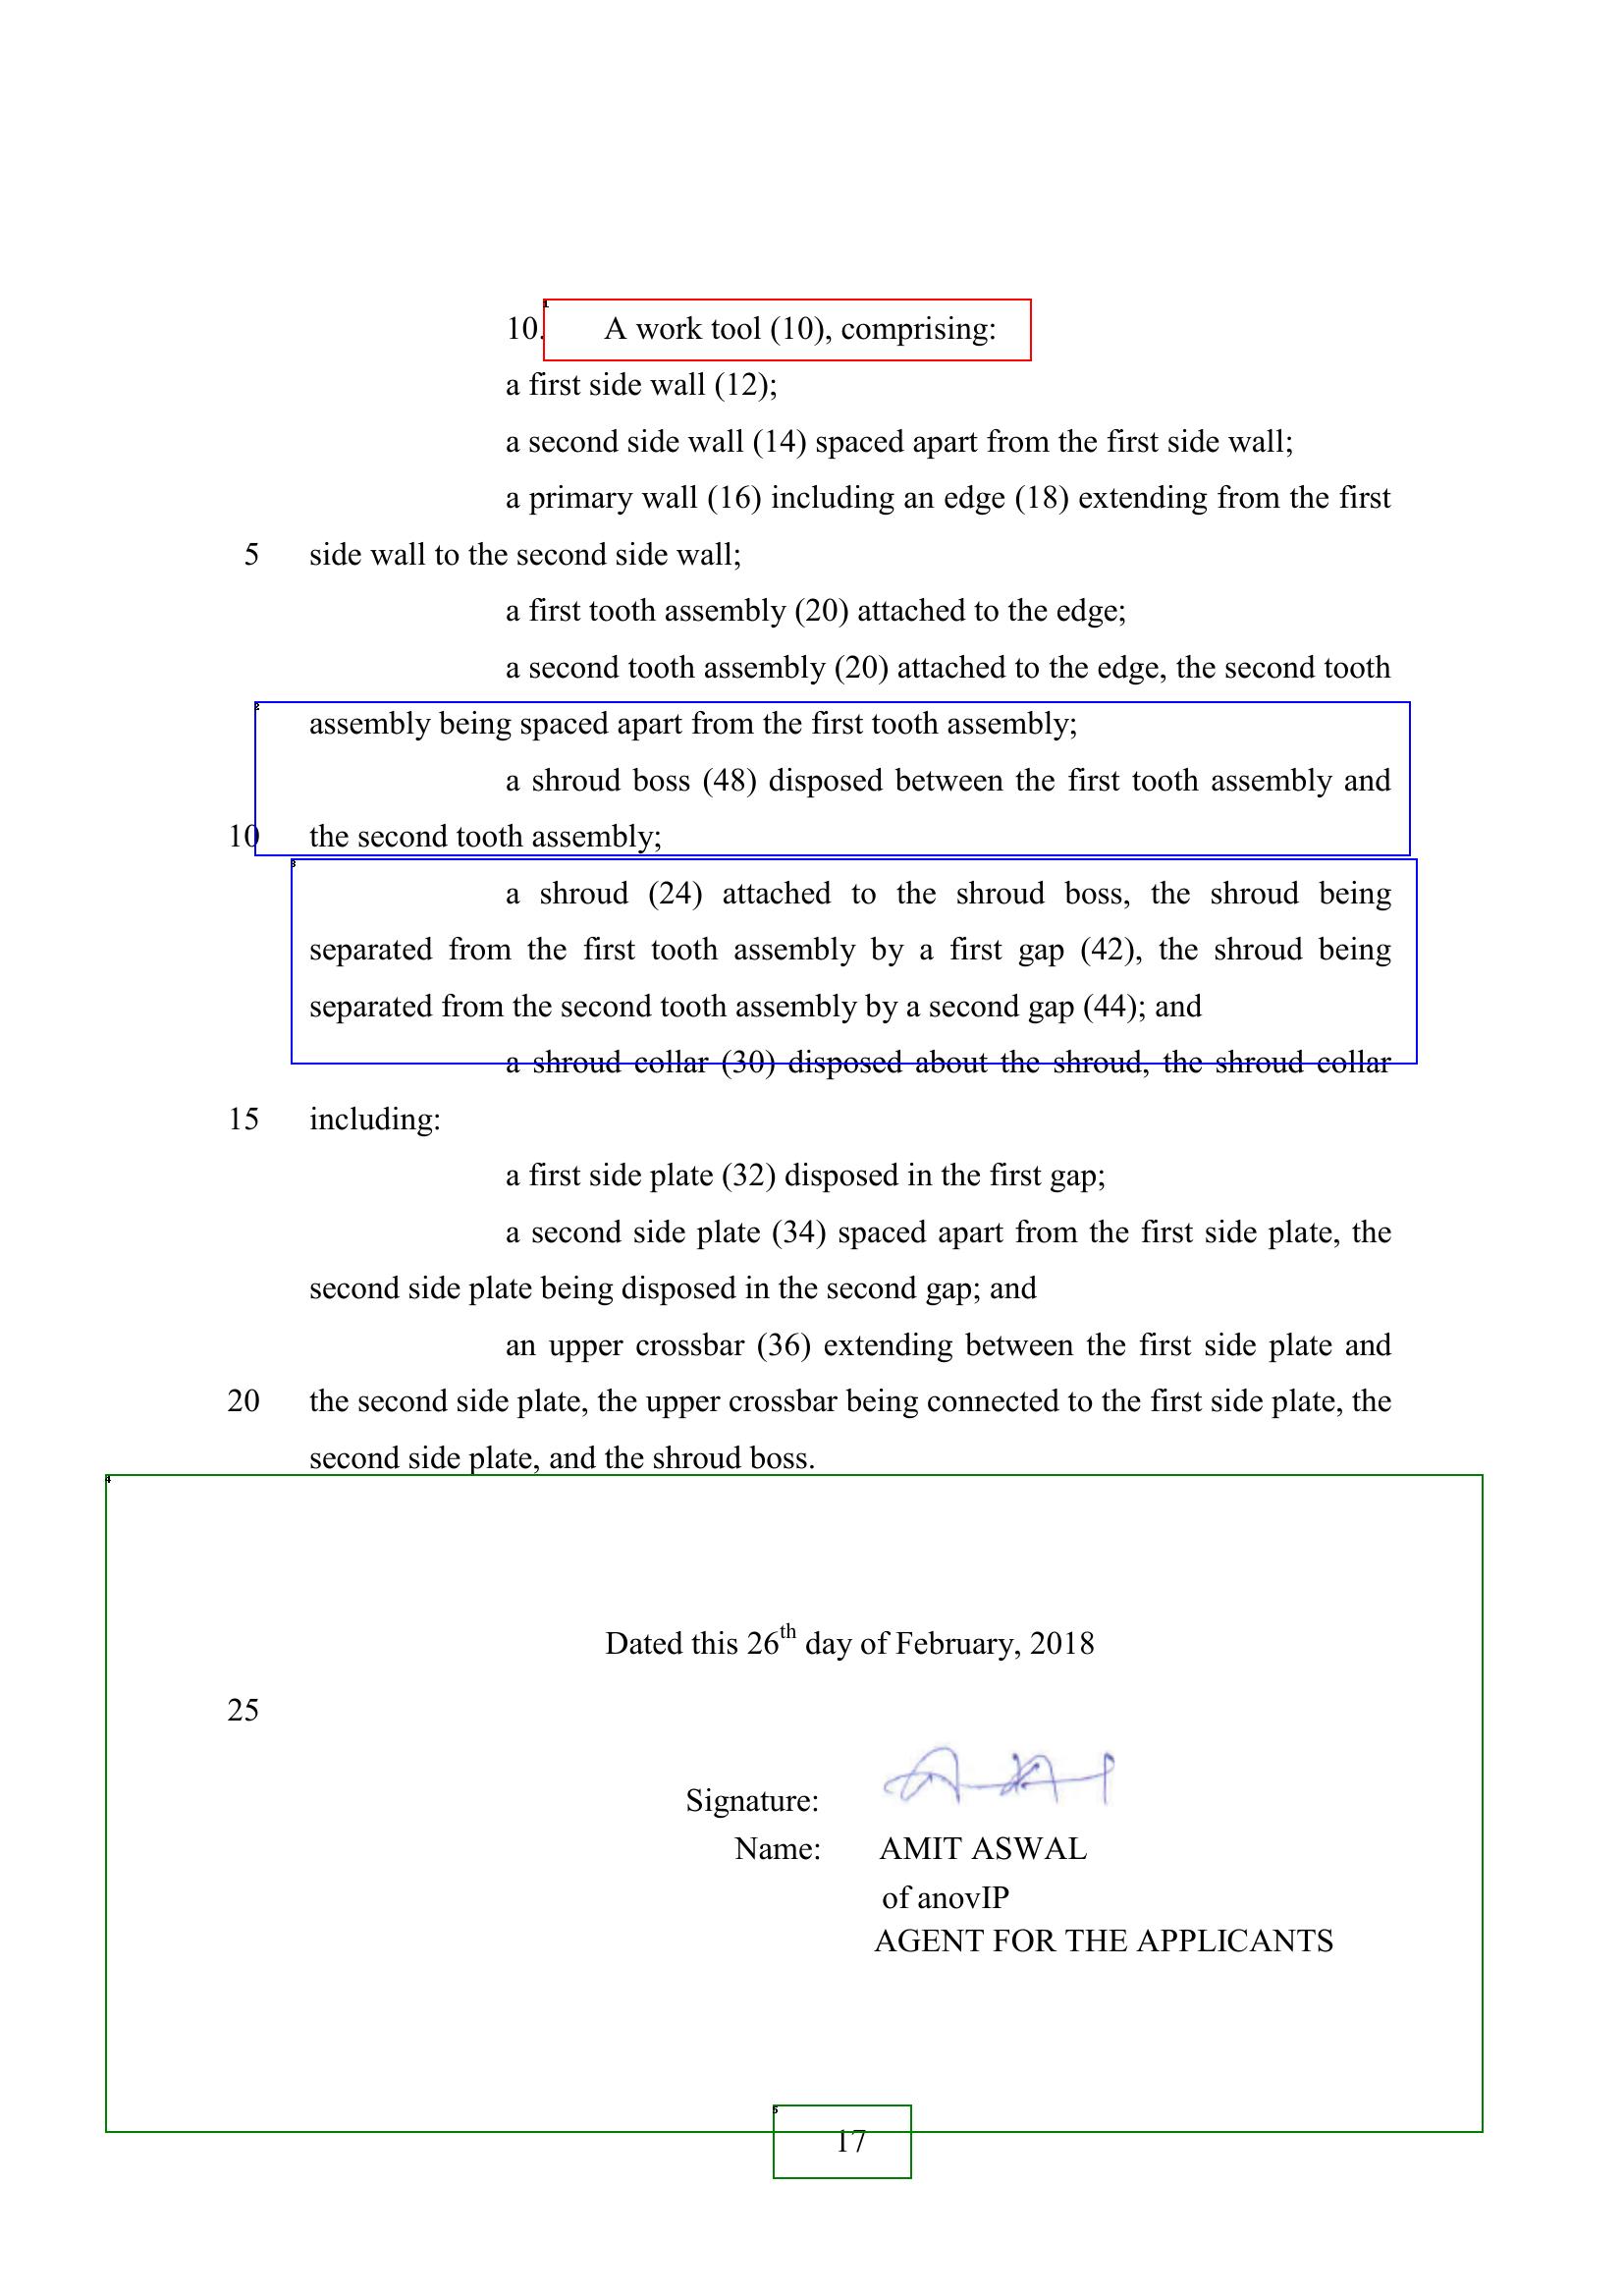 10. A work tool (10), comprising:
a first side wall (12);
a second side wall (14) spaced apart from the first side wall;
a primary wall (16) including an edge (18) extending from the first
5 side wall to the second side wall;
a first tooth assembly (20) attached to the edge;
a second tooth assembly (20) attached to the edge, the second tooth
assembly being spaced apart from the first tooth assembly;
a shroud boss (48) disposed between the first tooth assembly and
10 the second tooth assembly;
a shroud (24) attached to the shroud boss, the shroud being
separated from the first tooth assembly by a first gap (42), the shroud being
separated from the second tooth assembly by a second gap (44); and
a shroud collar (30) disposed about the shroud, the shroud collar
15 including:
a first side plate (32) disposed in the first gap;
a second side plate (34) spaced apart from the first side plate, the
second side plate being disposed in the second gap; and
an upper crossbar (36) extending between the first side plate and
20 the second side plate, the upper crossbar being connected to the first side plate, the
second side plate, and the shroud boss.
Dated this 26th day of February, 2018
25
Signature:
Name: AMIT ASWAL
of anovIP
AGENT FOR THE APPLICANTS
17